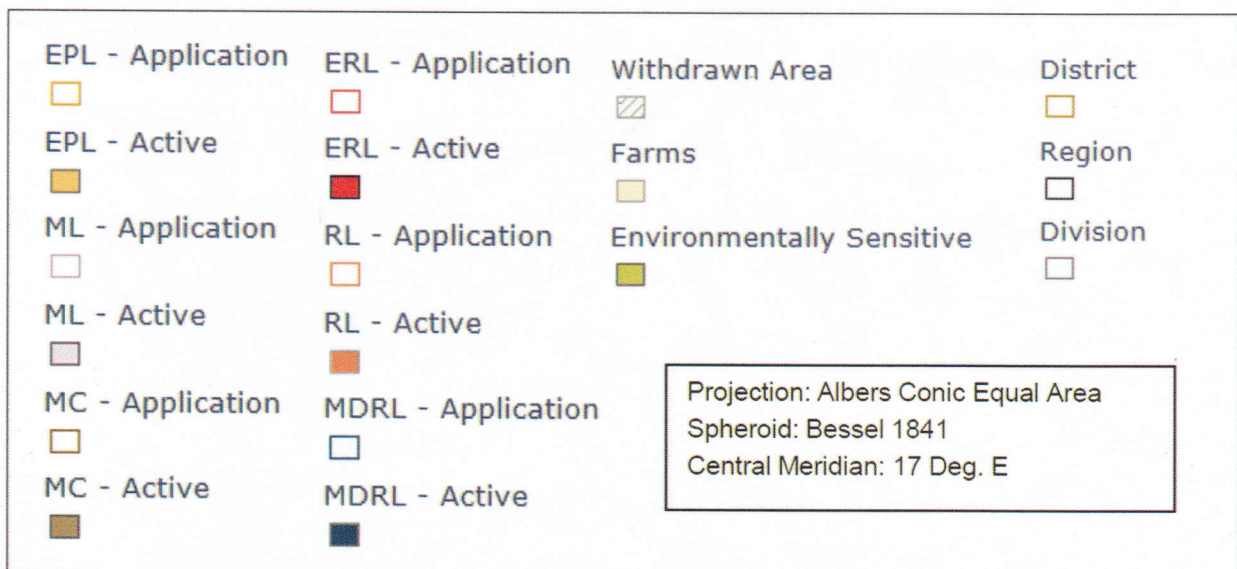 EPL - Application
EPL - Active
ML - Application
ML - Active
MC - Application
MC - Active
ERL - Application
ERL - Active
RL - Application
RL - Active
MDRL - Application
MDRL - Active
Withdrawn Area
Farms
Environmentally Sensitive
District
Region
Division
Projection: Albers Conic Equal Area
Spheroid: Bessel 1841
Central Meridian: 17 Deg. E